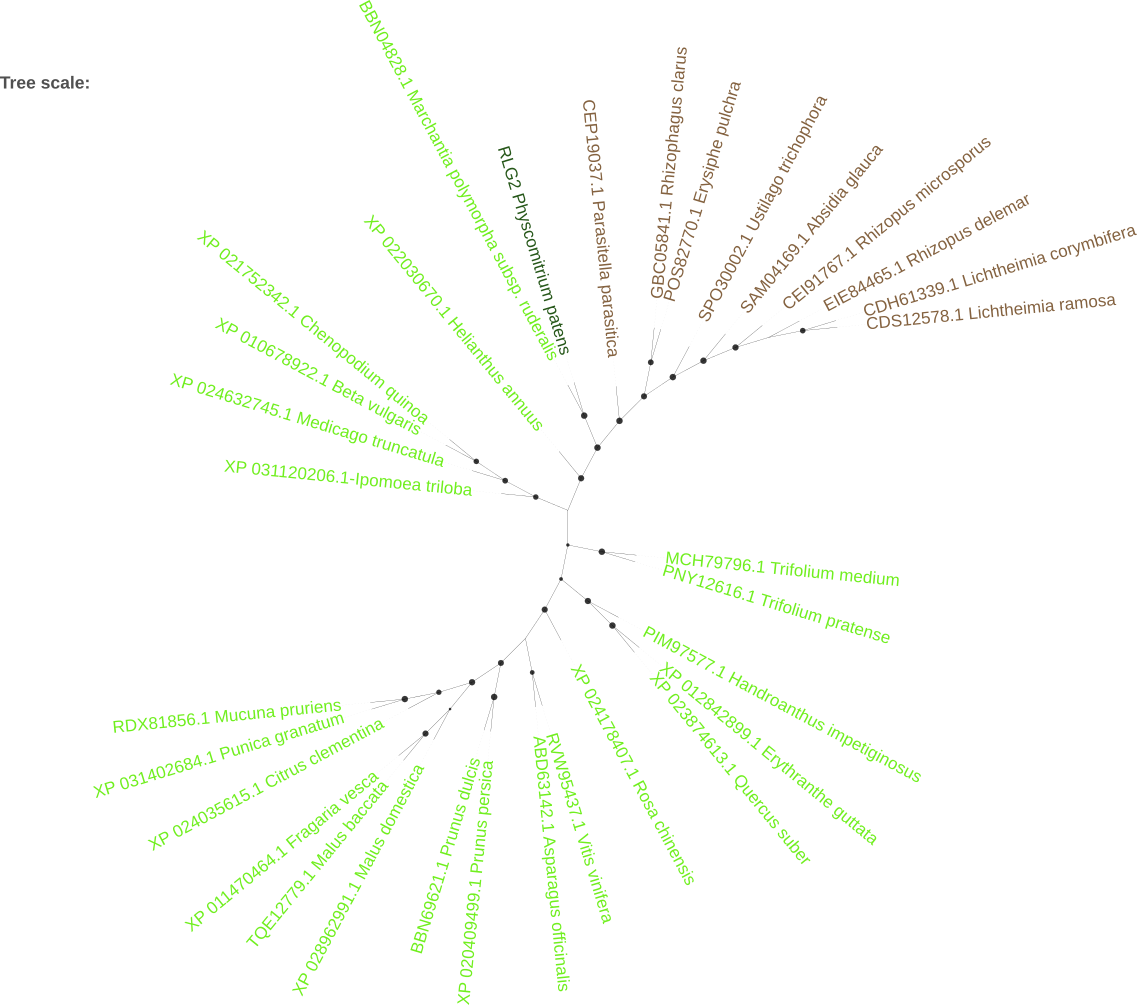 Tree scale:
BBN04828.1 Marchantia polymorpha subsp. ruderalis
RLG2 Physcomitrium patens
CEP19037.1 Parasitella parasitica
GBC05841.1 Rhizophagus clarus
POS82770.1 Erysiphe pulchra
SPO30002.1 Ustilago trichophora
SAM04169.1 Absidia glauca
CEI91767.1 Rhizopus microsporus
EIE84465.1 Rhizopus delemar
CDH61339.1 Lichtheimia corymbifera
CDS12578.1 Lichtheimia ramosa
MCH79796.1 Trifolium medium
PNY12616.1 Trifolium pratense
PIM97577.1 Handroanthus impetiginosus
XP 012842899.1 Erythranthe guttata
XP 023874613.1 Quercus suber
XP 024178407.1 Rosa chinensis
RVW95437.1 Vitis vinifera
ABD63142.1 Asparagus officinalis
XP 020409499.1 Prunus persica
BBN69621.1 Prunus dulcis
XP 028962991.1 Malus domestica
TQE12779.1 Malus baccata
XP 011470464.1 Fragaria vesca
XP 024035615.1 Citrus clementina
XP 031402684.1 Punica granatum
RDX81856.1 Mucuna pruriens
XP 031120206.1-Ipomoea triloba
XP 024632745.1 Medicago truncatula
XP 010678922.1 Beta vulgaris
XP 021752342.1 Chenopodium quinoa
XP 022030670.1 Helianthus annuus